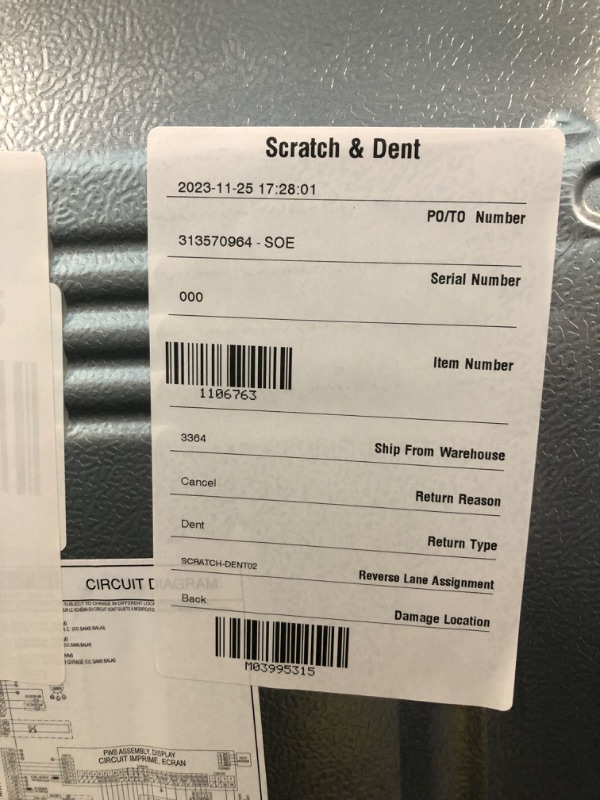 Scratch & Dent
2023-11-25 17:28:01
PO/TO Number
313570964 - SOE
Serial Number
000
Item Number
1106763
3364
Ship From Warehouse
Cancel
Return Reason
Dent
Return Type
SCRATCH-DENT02
Reverse Lane Assignment
Back
Damage Location
M03995315
CIRCUIT D
PWB ASSEMBLY, DISPLAY
CIRCUIT IMPRIME, ECRAN